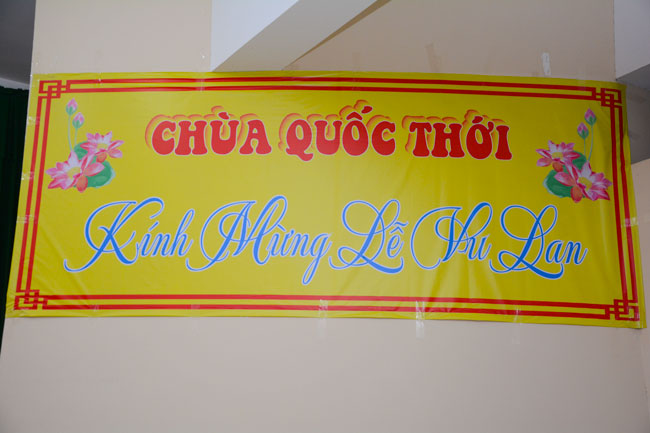 CHÙA QUỐC THỚI
Kính Mừng Lễ Vu Lan